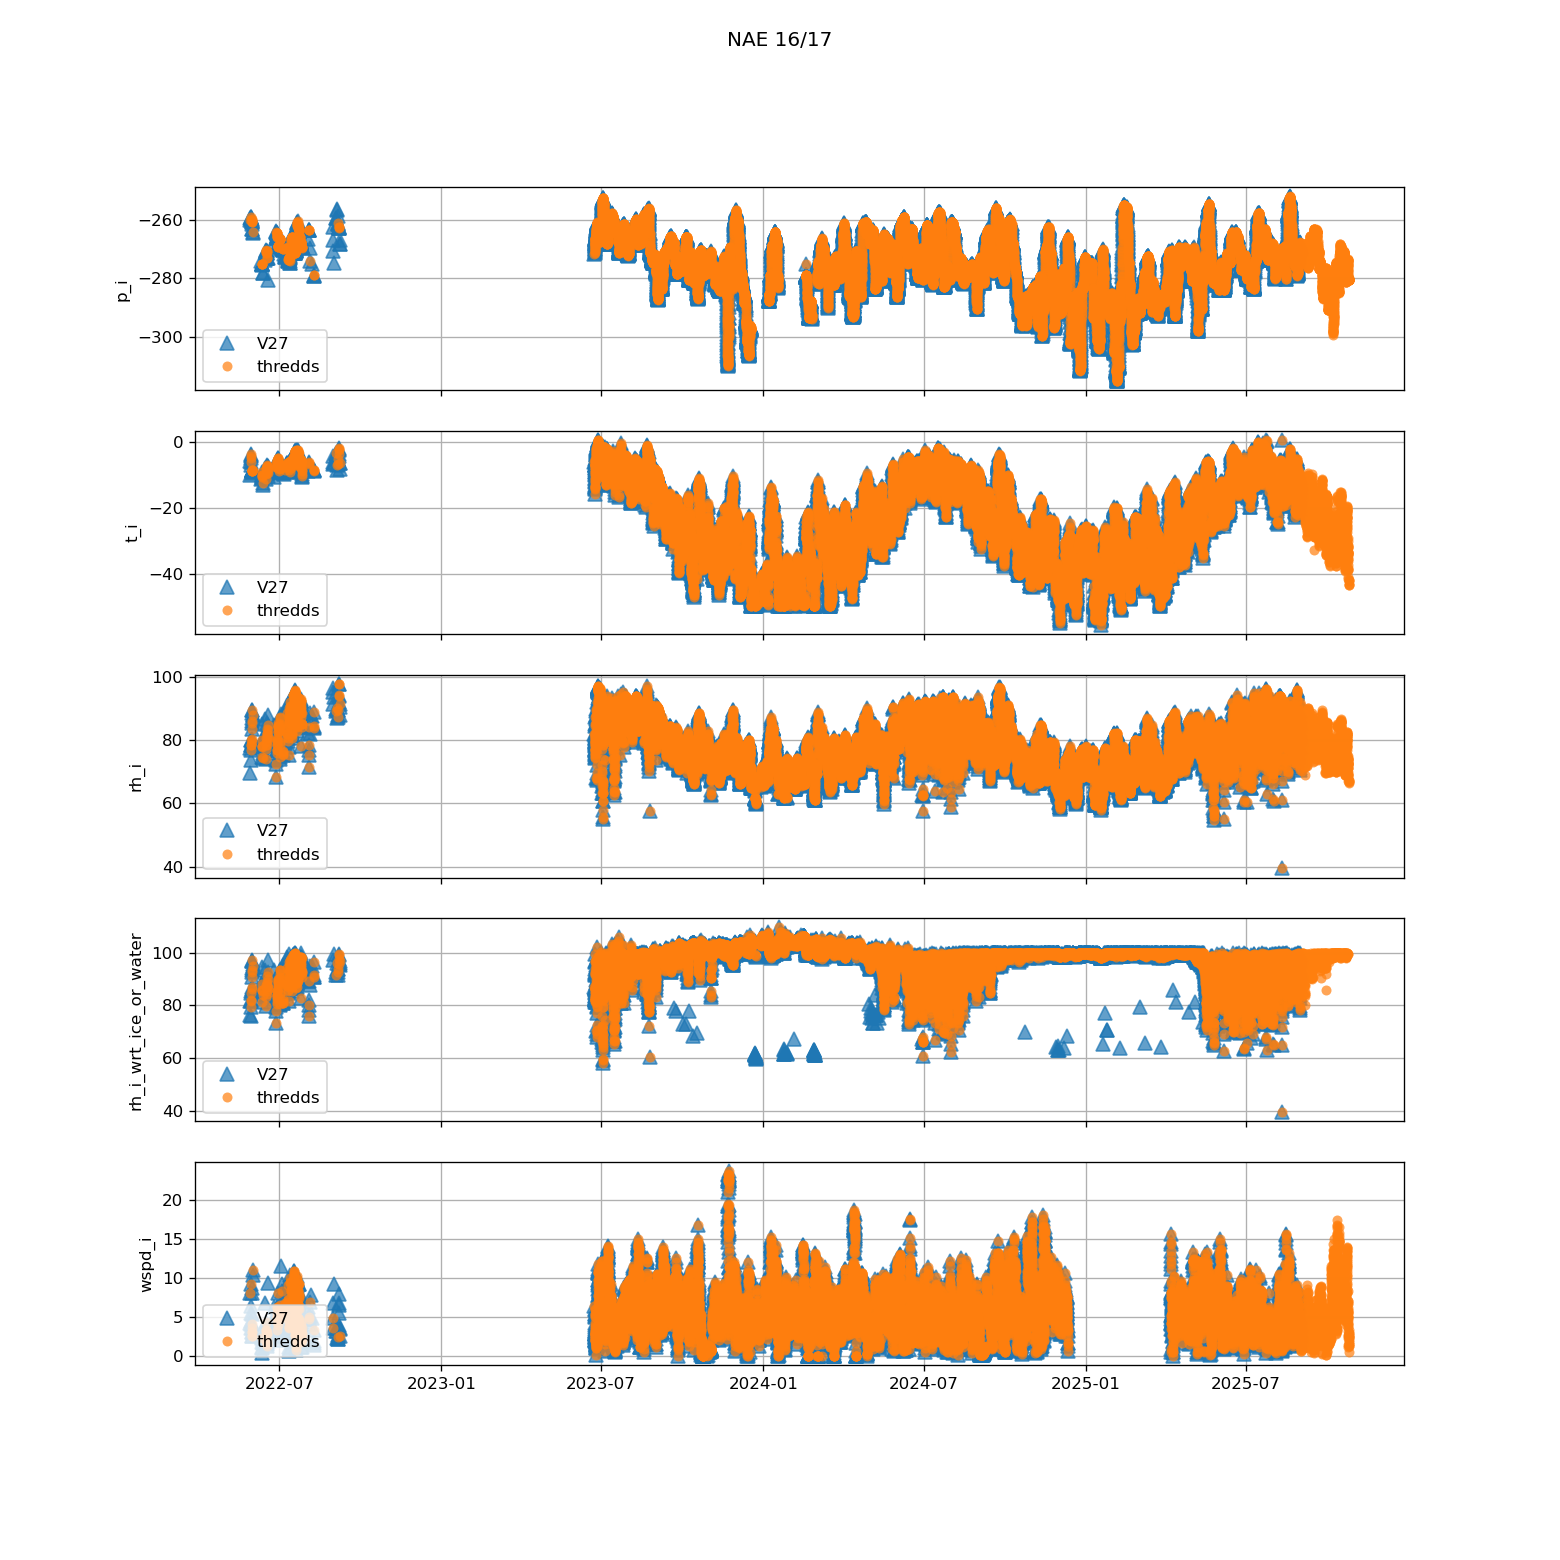 NAE 16/17
p_i
−260
−280
−300
V27
thredds
t_i
0
−20
−40
V27
thredds
rh_i
100
80
60
40
V27
thredds
rh_i_wrt_ice_or_water
100
80
60
40
V27
thredds
wspd_i
20
15
10
5
0
V27
thredds
2022-07 2023-01 2023-07 2024-01 2024-07 2025-01 2025-07